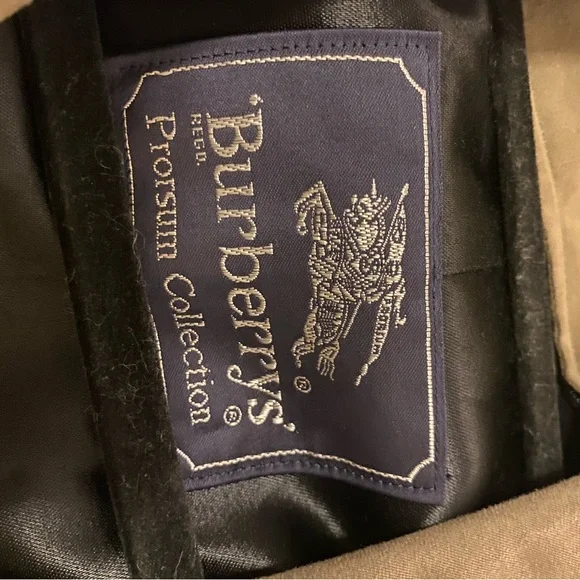 ®
'Burberrys'®
REGD.
Prorsum Collection